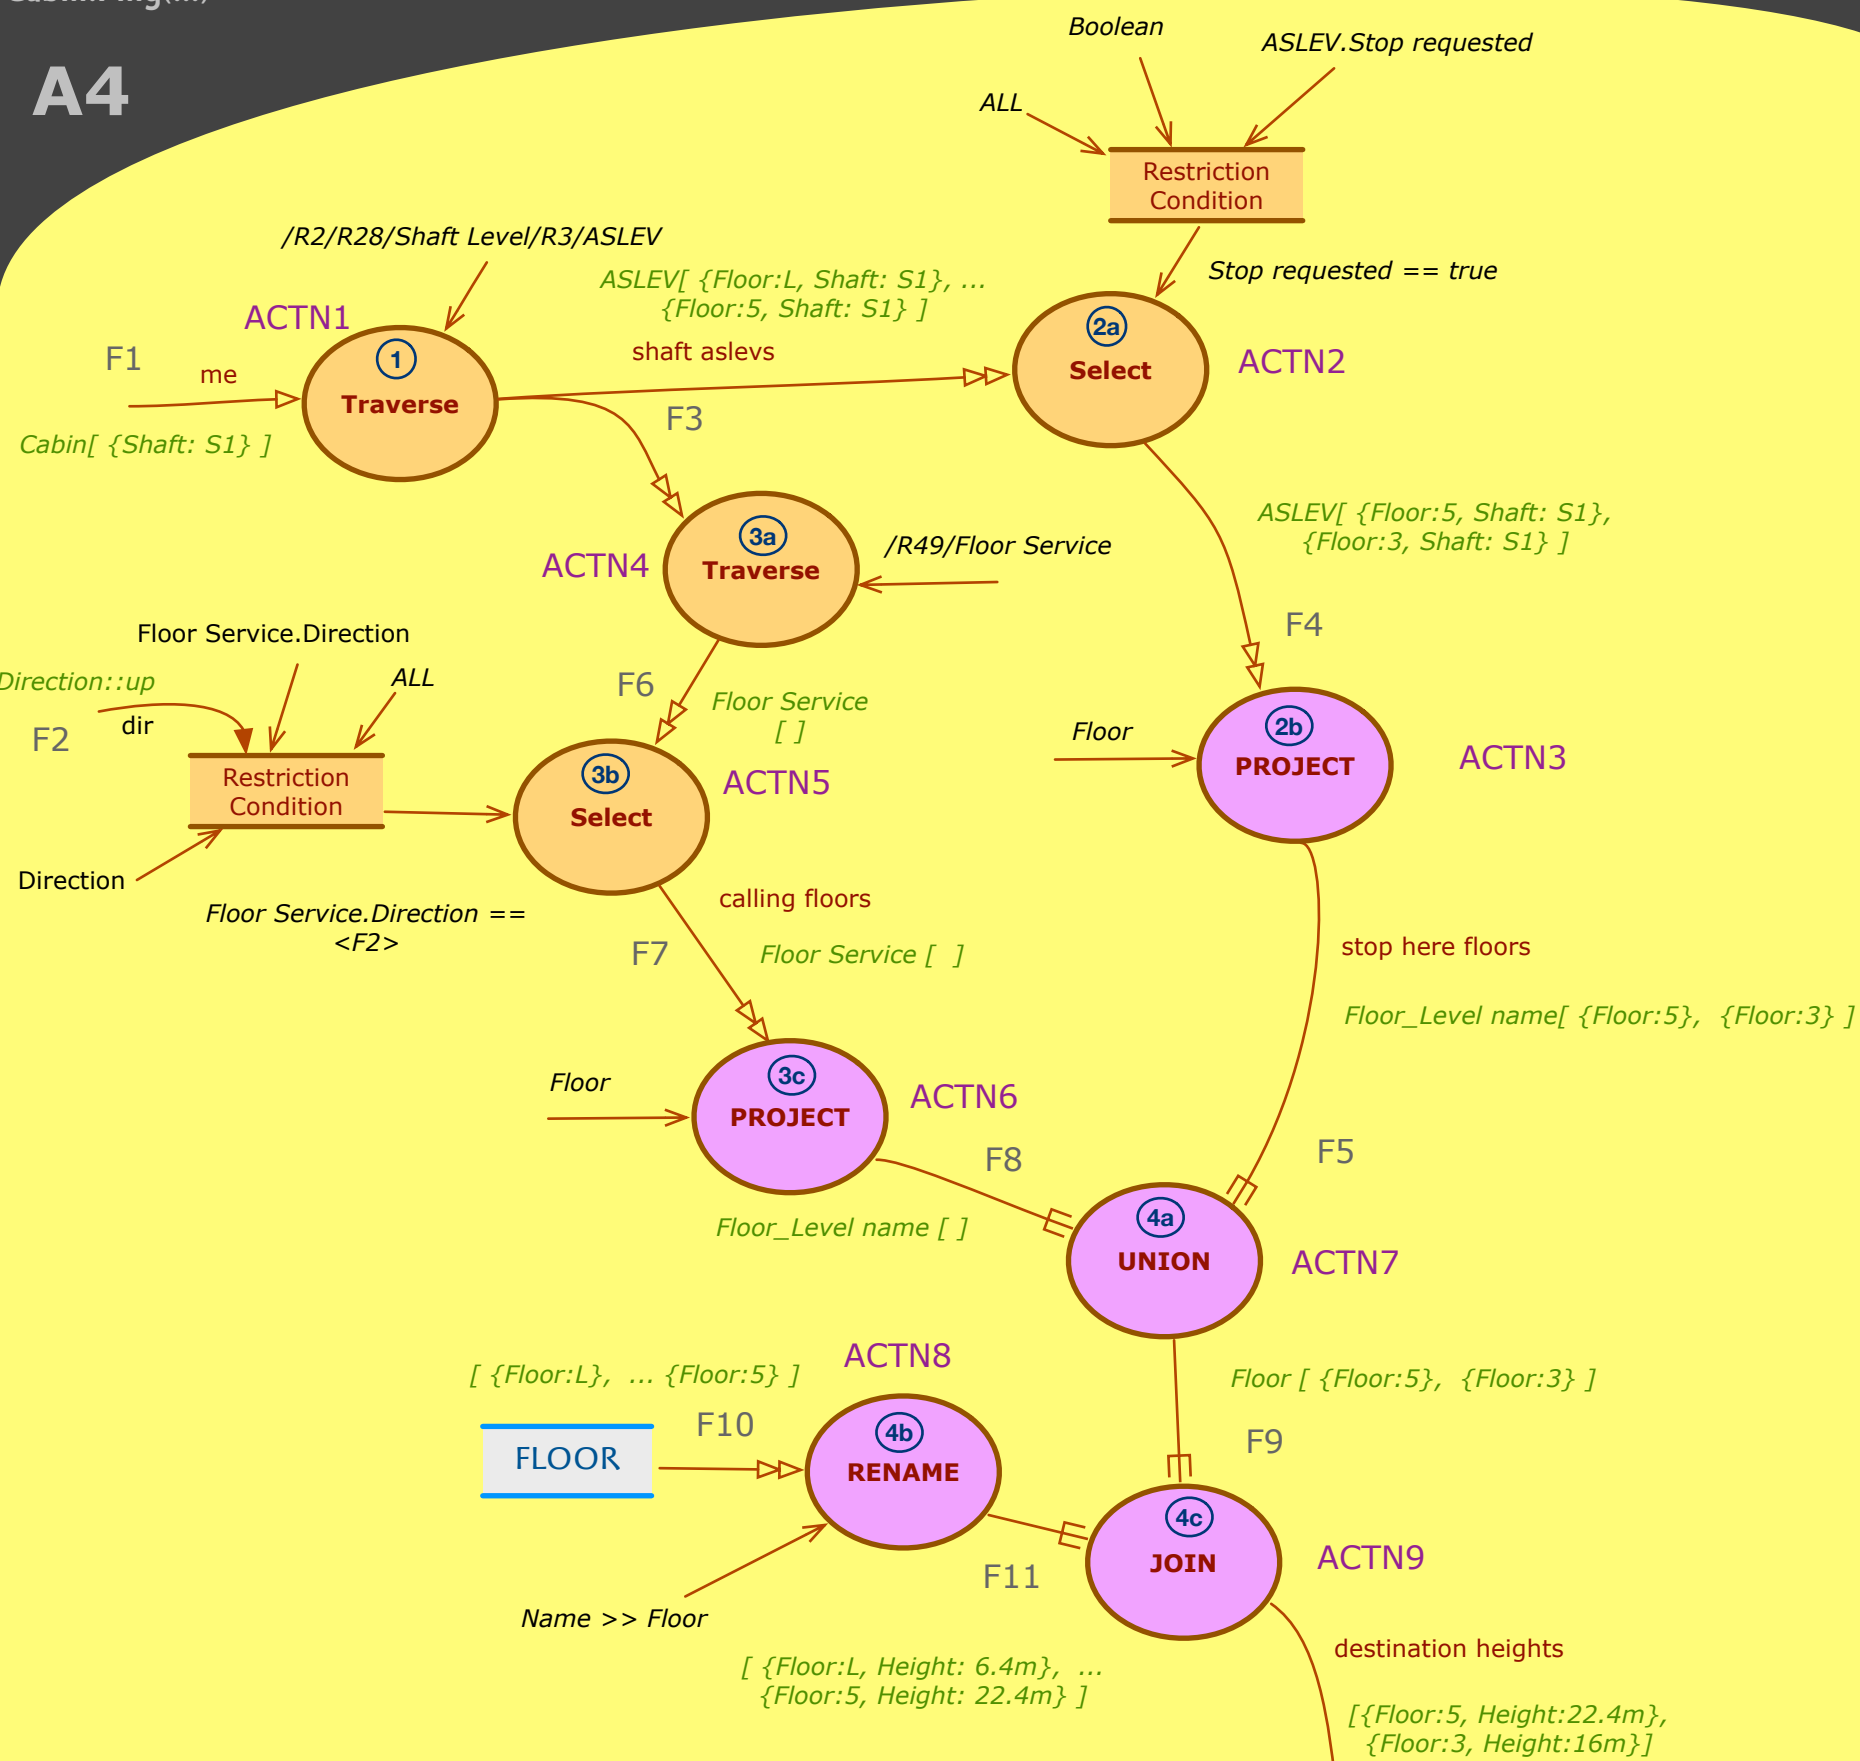 A4
Boolean
ASLEV.Stop requested
ALL
Restriction
Condition
/R2/R28/Shaft Level/R3/ASLEV
Stop requested == true
ASLEV[ {Floor:L, Shaft: S1}, ...
{Floor:5, Shaft: S1} ]
ACTN1
F1
me
1
Traverse
shaft aslevs
2a
Select
ACTN2
F3
Cabin[ {Shaft: S1} ]
3a
Traverse
ACTN4
/R49/Floor Service
ASLEV[ {Floor:5, Shaft: S1},
{Floor:3, Shaft: S1} ]
F4
Floor Service.Direction
Direction::up
ALL
F2
dir
F6
Floor Service
[ ]
Restriction
Condition
3b
Select
ACTN5
Floor
2b
PROJECT
ACTN3
Direction
Floor Service.Direction ==
<F2>
calling floors
F7
Floor Service [  ]
stop here floors
Floor_Level name[ {Floor:5},  {Floor:3} ]
Floor
3c
PROJECT
ACTN6
F8
F5
Floor_Level name [ ]
4a
UNION
ACTN7
ACTN8
[ {Floor:L},  ... {Floor:5} ]
Floor [ {Floor:5},  {Floor:3} ]
FLOOR
F10
4b
RENAME
F9
4c
JOIN
ACTN9
F11
Name >> Floor
[ {Floor:L, Height: 6.4m},  ...
{Floor:5, Height: 22.4m} ]
destination heights
[{Floor:5, Height:22.4m},
{Floor:3, Height:16m}]